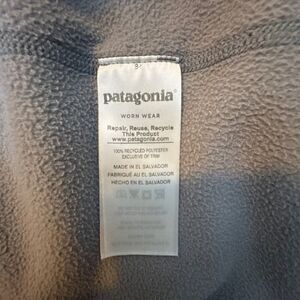 patagonia®
WORN WEAR
Repair, Reuse, Recycle
This Product
www.patagonia.com
100% RECYCLED POLYESTER
EXCLUSIVE OF TRIM
MADE IN EL SALVADOR
FABRIQUÉ AU EL SALVADOR
HECHO EN EL SALVADOR